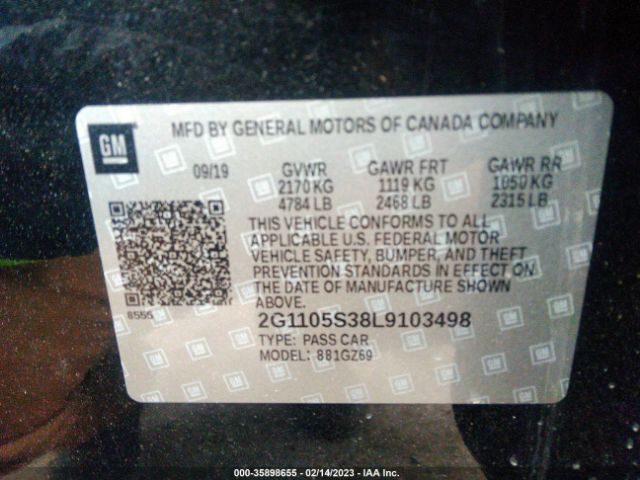 GM
MFD BY GENERAL MOTORS OF CANADA COMPANY
09/19 GVWR GAWR FRT GAWR RR
2170 KG 1119 KG 1050 KG
4784 LB 2468 LB 2315 LB
THIS VEHICLE CONFORMS TO ALL
APPLICABLE U.S. FEDERAL MOTOR
VEHICLE SAFETY, BUMPER, AND THEFT
PREVENTION STANDARDS IN EFFECT ON
THE DATE OF MANUFACTURE SHOWN
ABOVE.
8555
2G1105S38L9103498
TYPE: PASS CAR
MODEL: 881GZ69
000-35898655 - 02/14/2023 - IAA Inc.